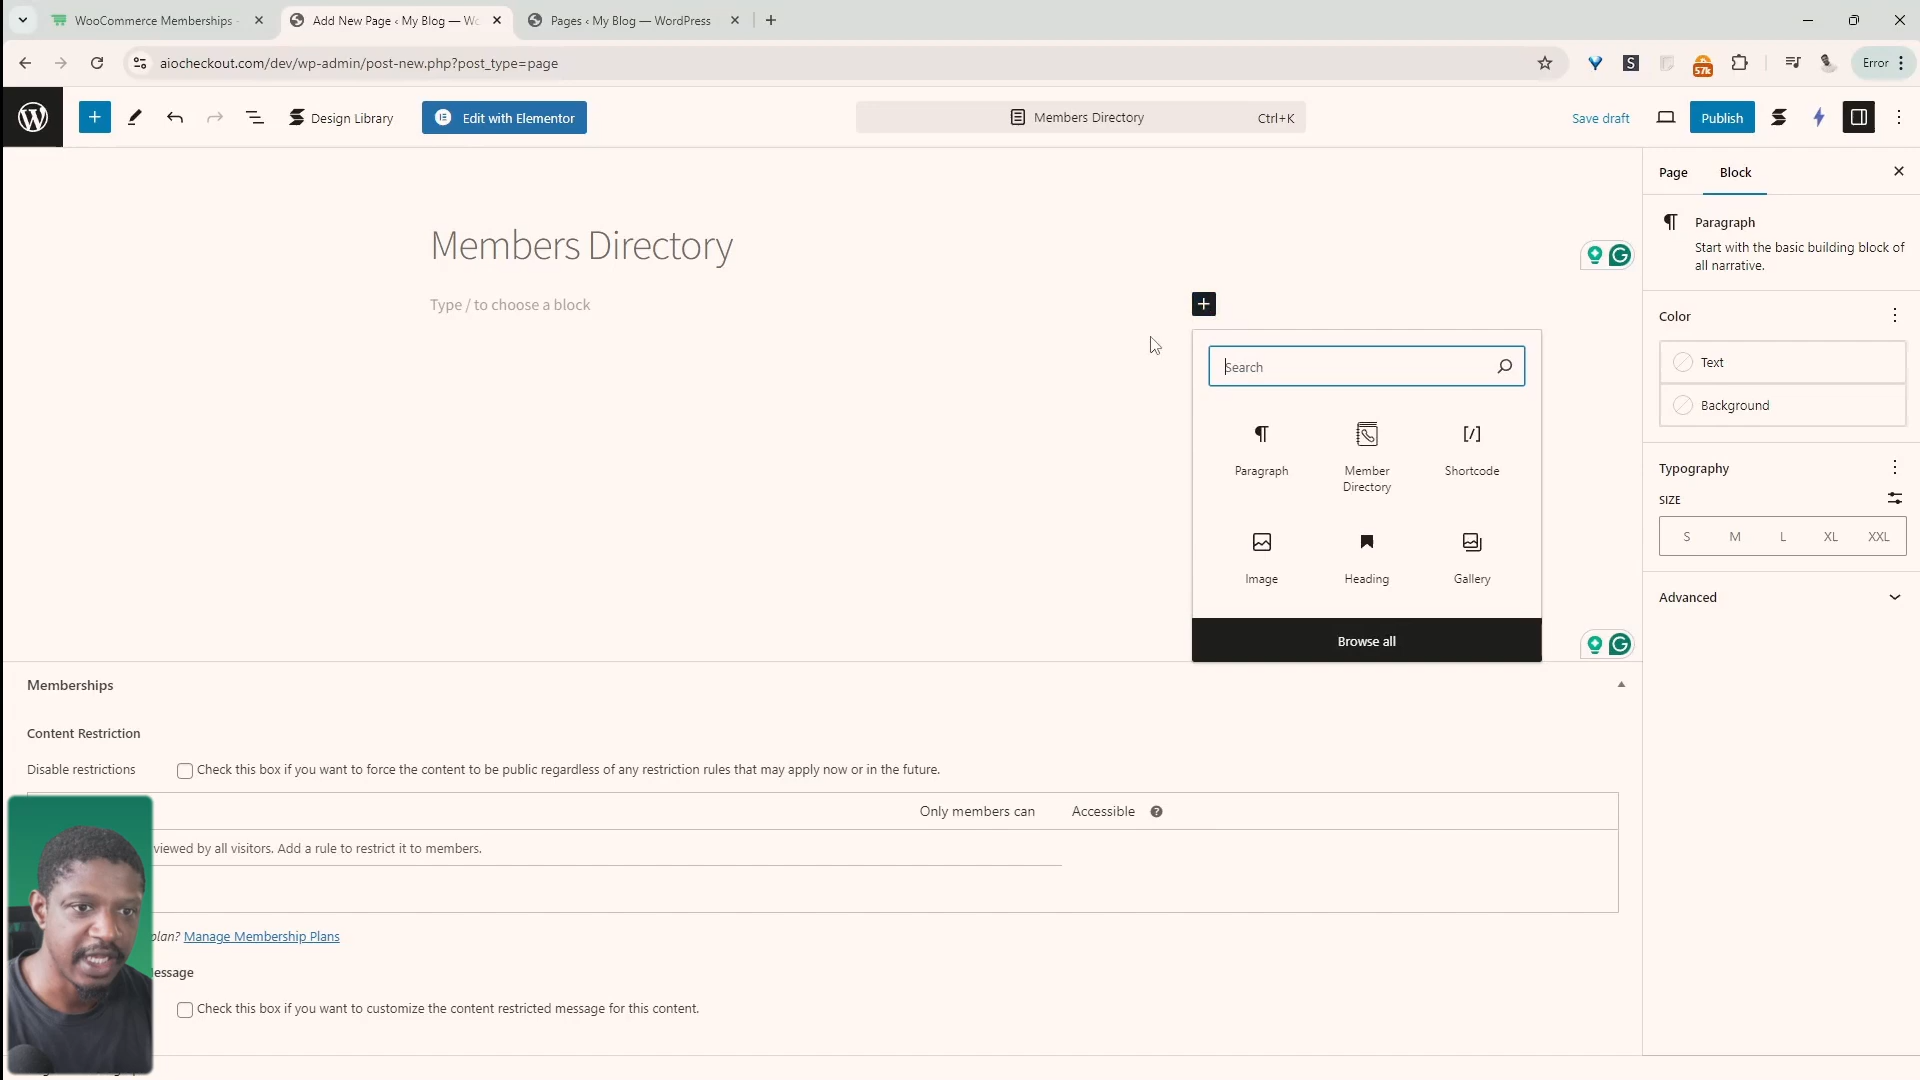 WooCommerce Memberships -
Add New Page ‹ My Blog — Wo
Pages ‹ My Blog — WordPress
aiocheckout.com/dev/wp-admin/post-new.php?post_type=page
S
57k
Error
Design Library
Edit with Elementor
Members Directory
Ctrl+K
Save draft
Publish
Page
Block
Members Directory
Type / to choose a block
Paragraph
Start with the basic building block of
all narrative.
Color
Text
Background
Typography
SIZE
S
M
L
XL
XXL
Advanced
Search
Paragraph
Member
Directory
Shortcode
Image
Heading
Gallery
Browse all
Memberships
Content Restriction
Disable restrictions
Check this box if you want to force the content to be public regardless of any restriction rules that may apply now or in the future.
Only members can
Accessible
viewed by all visitors. Add a rule to restrict it to members.
plan? Manage Membership Plans
essage
Check this box if you want to customize the content restricted message for this content.